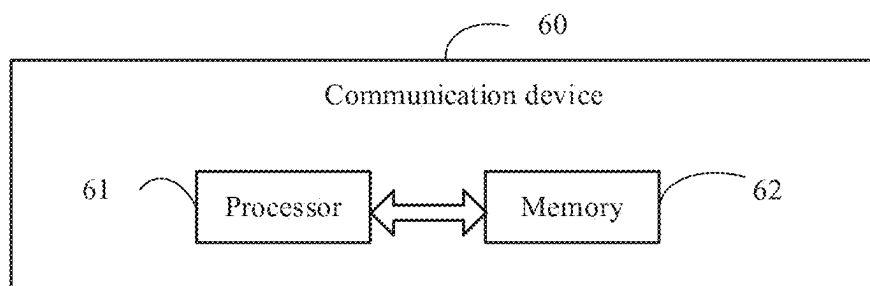 60
Communication device
61
Processor
Memory
62